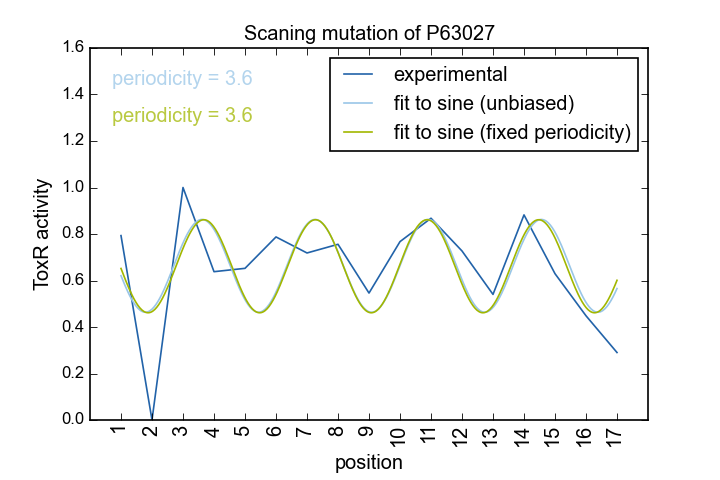 Scaning mutation of P63027
periodicity = 3.6
periodicity = 3.6
experimental
fit to sine (unbiased)
fit to sine (fixed periodicity)
ToxR activity
1.6
1.4
1.2
1.0
0.8
0.6
0.4
0.2
0.0
1 2 3 4 5 6 7 8 9 10 11 12 13 14 15 16 17
position